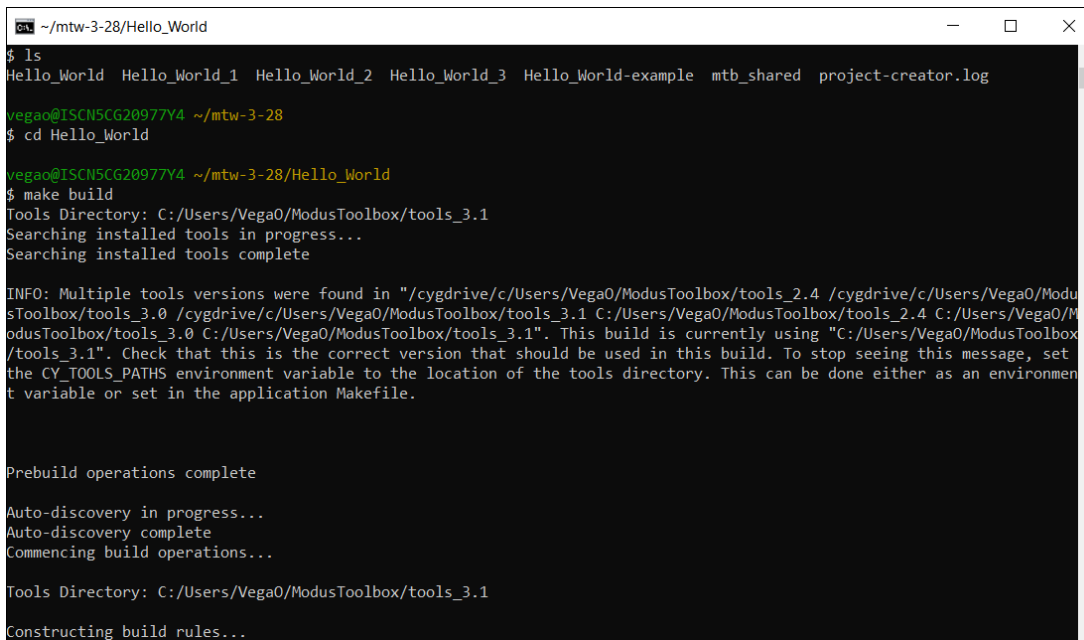 ~/mtw-3-28/Hello_World
$ ls
Hello_World  Hello_World_1  Hello_World_2  Hello_World_3  Hello_World-example  mtb_shared  project-creator.log
vegao@ISCN5CG20977Y4 ~/mtw-3-28
$ cd Hello_World
vegao@ISCN5CG20977Y4 ~/mtw-3-28/Hello_World
$ make build
Tools Directory: C:/Users/VegaO/ModusToolbox/tools_3.1
Searching installed tools in progress...
Searching installed tools complete
INFO: Multiple tools versions were found in "/cygdrive/c/Users/VegaO/ModusToolbox/tools_2.4 /cygdrive/c/Users/VegaO/Modu
sToolbox/tools_3.0 /cygdrive/c/Users/VegaO/ModusToolbox/tools_3.1 C:/Users/VegaO/ModusToolbox/tools_2.4 C:/Users/VegaO/M
odusToolbox/tools_3.0 C:/Users/VegaO/ModusToolbox/tools_3.1". This build is currently using "C:/Users/VegaO/ModusToolbox
/tools_3.1". Check that this is the correct version that should be used in this build. To stop seeing this message, set
the CY_TOOLS_PATHS environment variable to the location of the tools directory. This can be done either as an environmen
t variable or set in the application Makefile.
Prebuild operations complete
Auto-discovery in progress...
Auto-discovery complete
Commencing build operations...
Tools Directory: C:/Users/VegaO/ModusToolbox/tools_3.1
Constructing build rules...